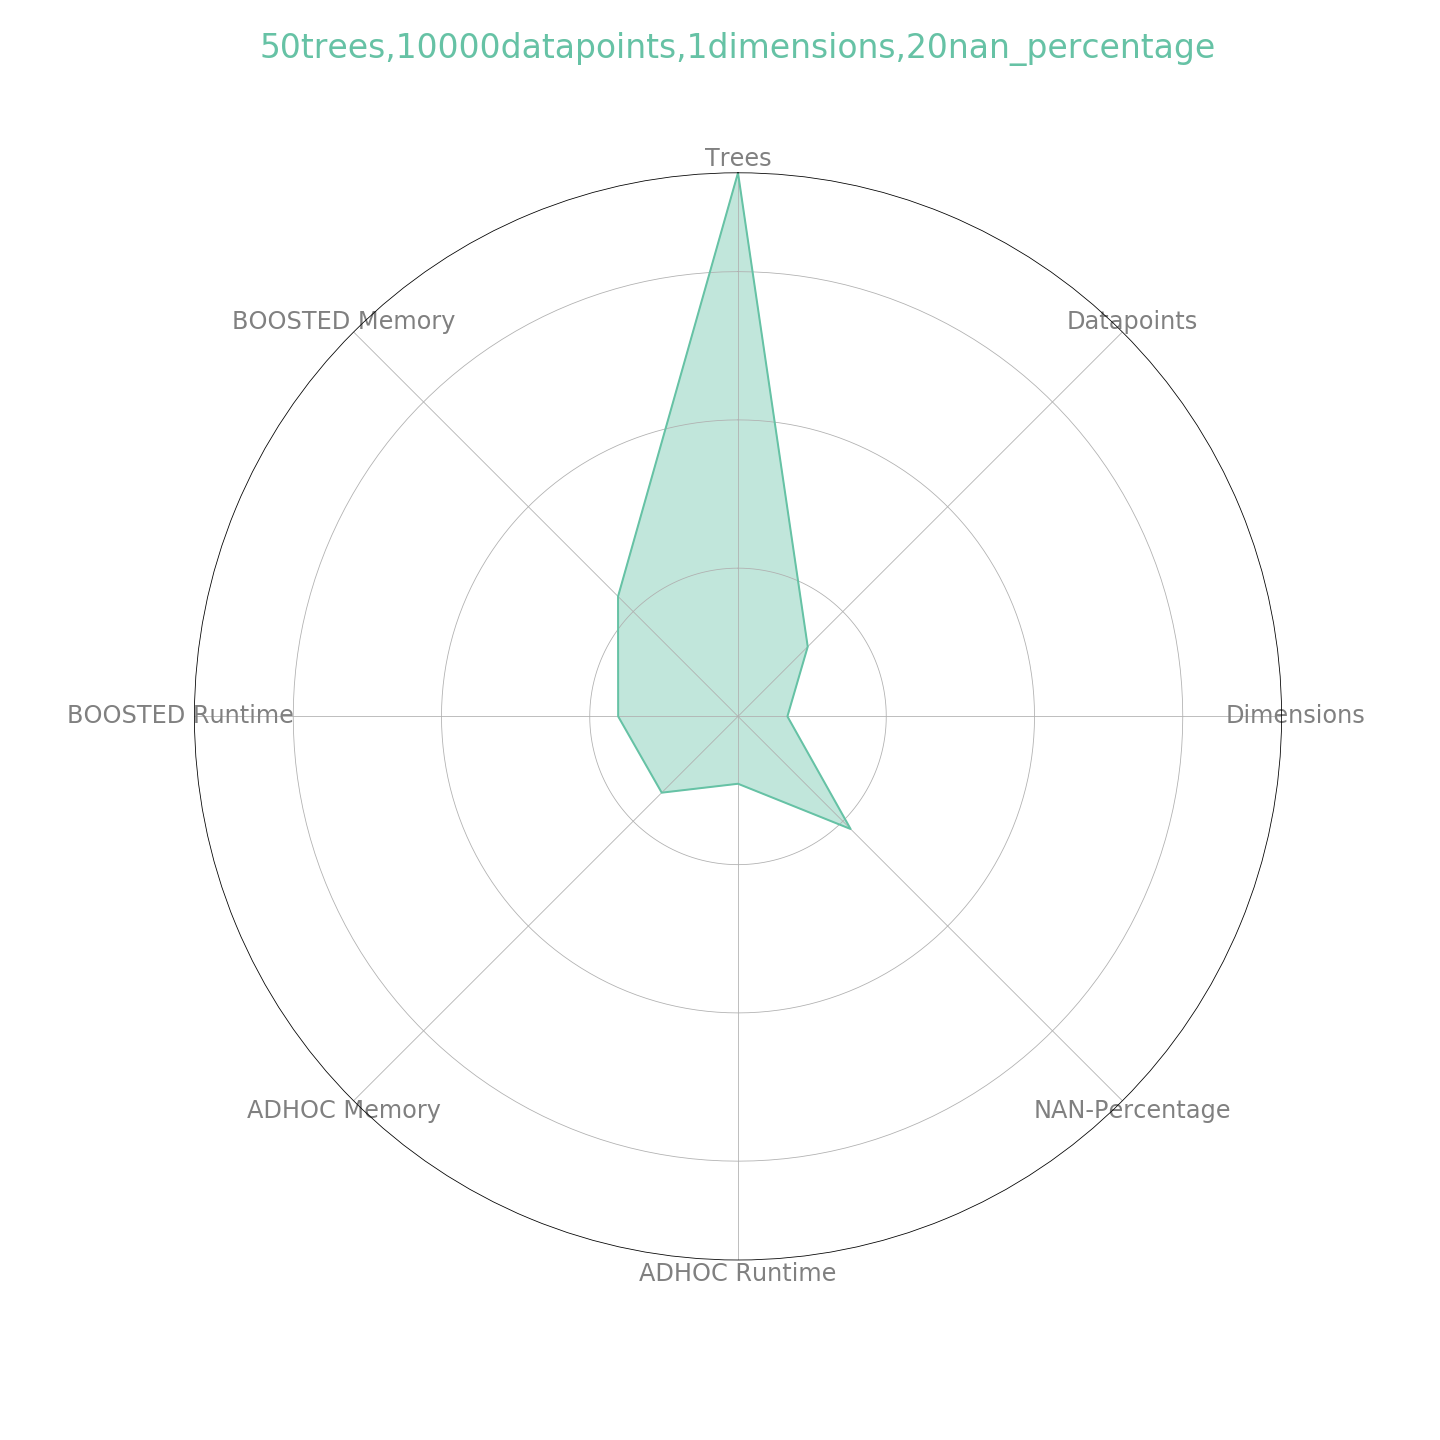 50trees,10000datapoints,1dimensions,20nan_percentage
Trees
BOOSTED Memory
Datapoints
BOOSTED Runtime
Dimensions
ADHOC Memory
NAN-Percentage
ADHOC Runtime